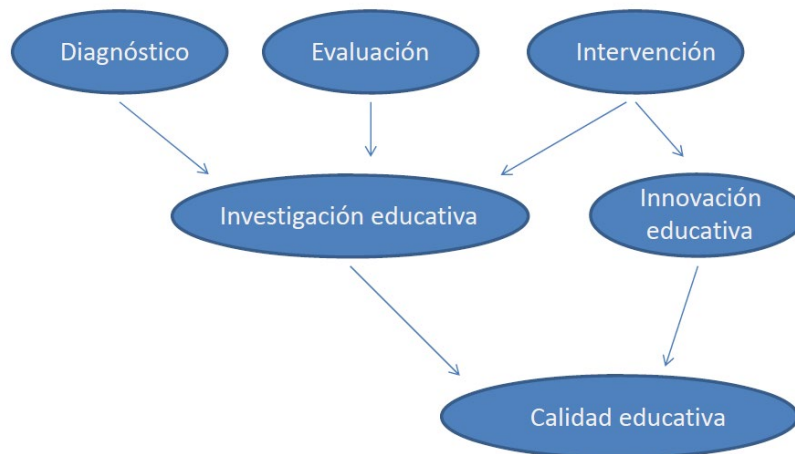 Diagnóstico
Evaluación
Intervención
Investigación educativa
Innovación
educativa
Calidad educativa